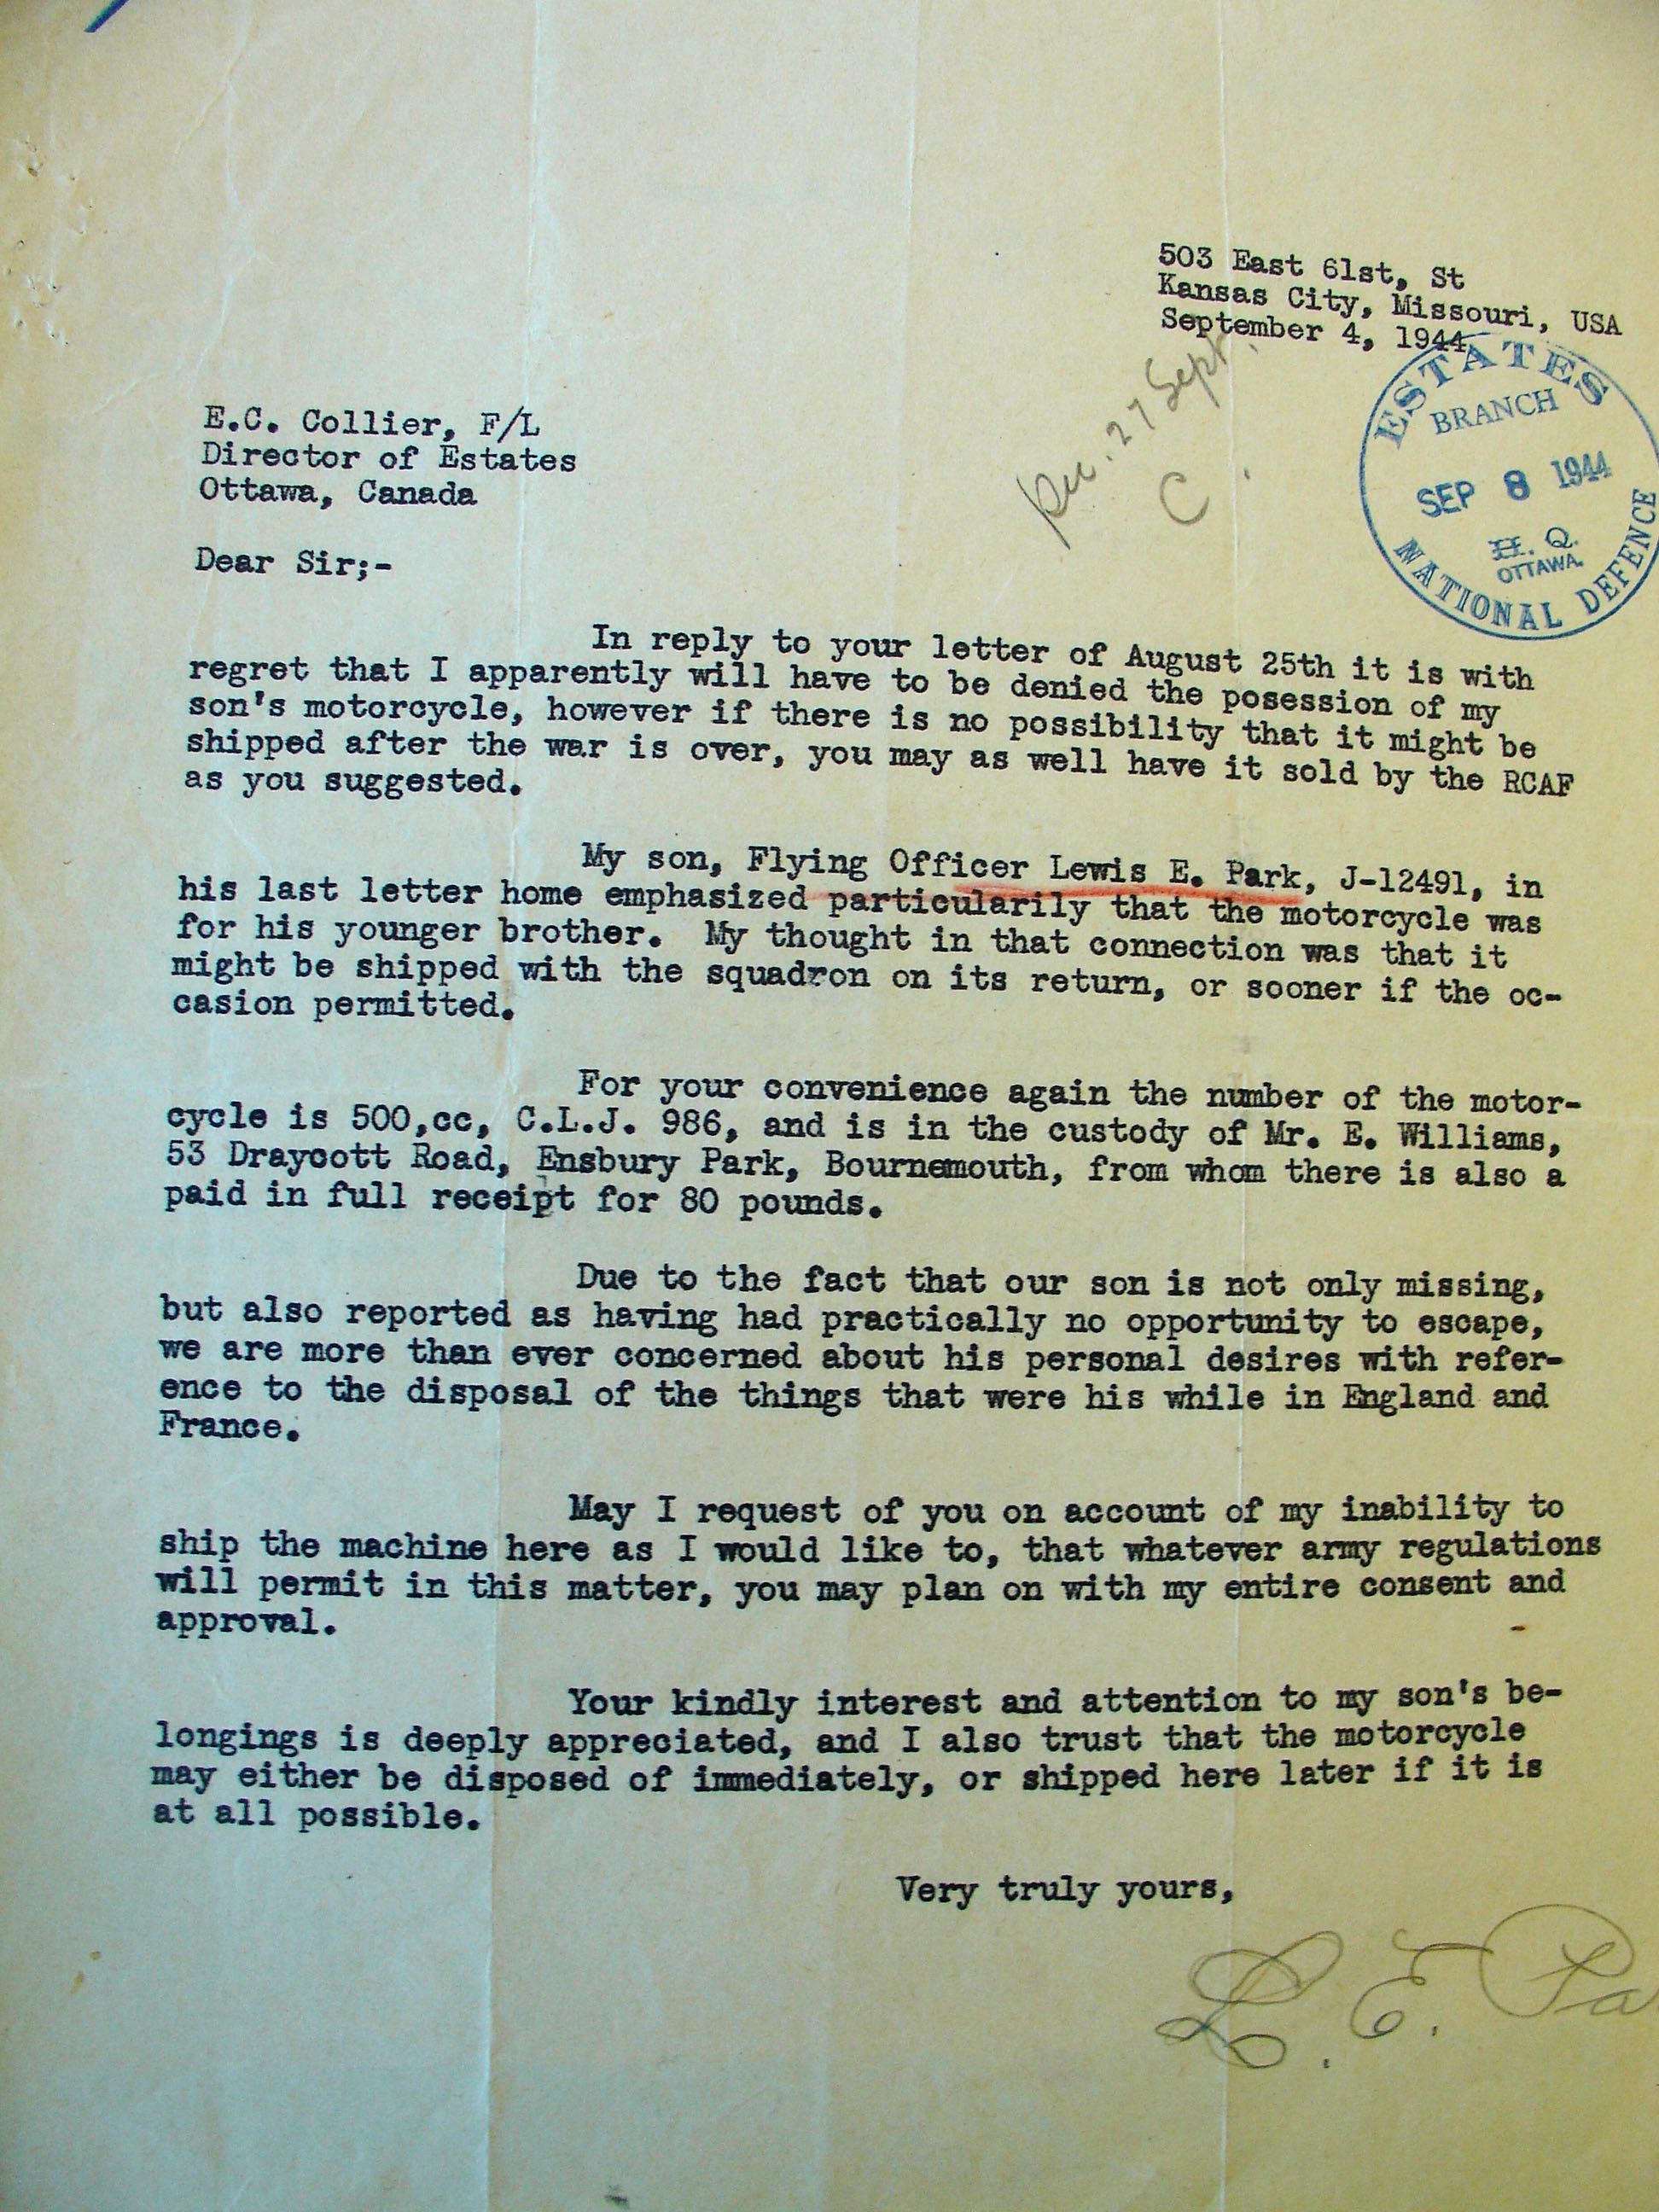 503 East 61st, St
Kansas City, Missouri, USA
September 4, 1944
ESTATES
BRANCH
SEP 8 1944
H. Q.
OTTAWA.
NATIONAL DEFENCE
27 Sept.
C.
E.C. Collier, F/L
Director of Estates
Ottawa, Canada
Dear Sir;-
In reply to your letter of August 25th it is with
regret that I apparently will have to be denied the posession of my
son's motorcycle, however if there is no possibility that it might be
shipped after the war is over, you may as well have it sold by the RCAF
as you suggested.
My son, Flying Officer Lewis E. Park, J-12491, in
his last letter home emphasized particularily that the motorcycle was
for his younger brother. My thought in that connection was that it
might be shipped with the squadron on its return, or sooner if the oc-
casion permitted.
For your convenience again the number of the motor-
cycle is 500,cc, C.L.J. 986, and is in the custody of Mr. E. Williams,
53 Draycott Road, Ensbury Park, Bournemouth, from whom there is also a
paid in full receipt for 80 pounds.
Due to the fact that our son is not only missing,
but also reported as having had practically no opportunity to escape,
we are more than ever concerned about his personal desires with refer-
ence to the disposal of the things that were his while in England and
France.
May I request of you on account of my inability to
ship the machine here as I would like to, that whatever army regulations
will permit in this matter, you may plan on with my entire consent and
approval.
Your kindly interest and attention to my son's be-
longings is deeply appreciated, and I also trust that the motorcycle
may either be disposed of immediately, or shipped here later if it is
at all possible.
Very truly yours,
L. E. Pa